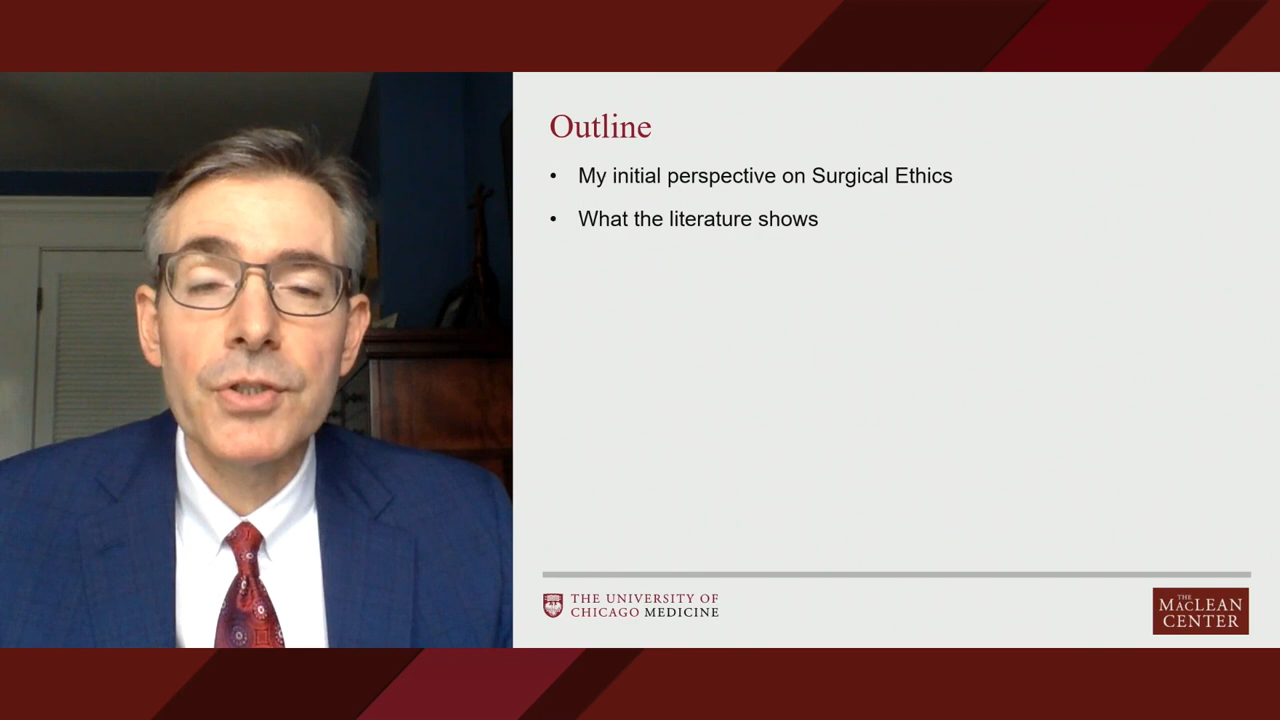 Outline
• My initial perspective on Surgical Ethics
• What the literature shows
THE UNIVERSITY OF
CHICAGO MEDICINE
THE
MACLEAN
CENTER